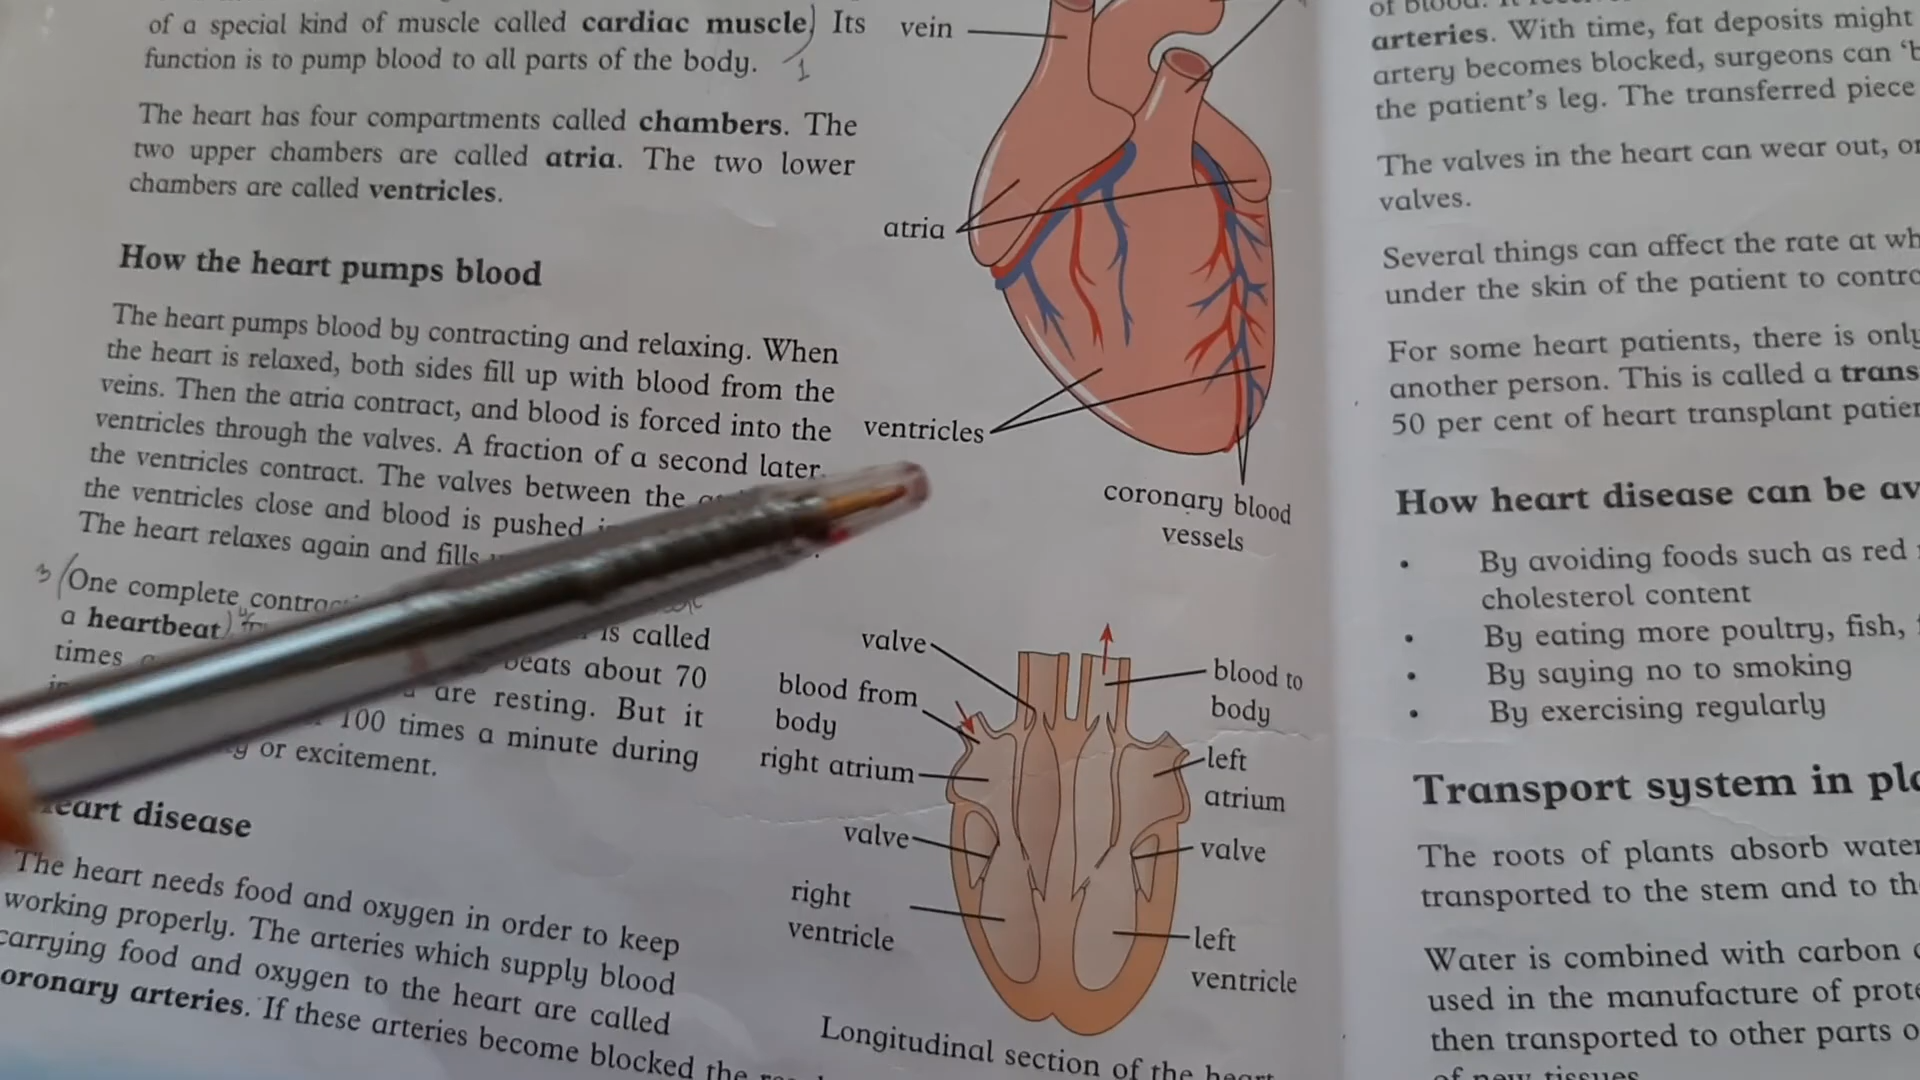 of a special kind of muscle called cardiac muscle) Its
function is to pump blood to all parts of the body. 1
The heart has four compartments called chambers. The
two upper chambers are called atria. The two lower
chambers are called ventricles.
How the heart pumps blood
The heart pumps blood by contracting and relaxing. When
the heart is relaxed, both sides fill up with blood from the
veins. Then the atria contract, and blood is forced into the
ventricles through the valves. A fraction of a second later
the ventricles contract. The valves between the
the ventricles close and blood is pushed
The heart relaxes again and fills
3 (One complete
is called
a heartbeat)
beats about 70
times
are resting. But it
100 times a minute during
or excitement.
Heart disease
The heart needs food and oxygen in order to keep
working properly. The arteries which supply blood
carrying food and oxygen to the heart are called
coronary arteries. If these arteries become blocked the
vein
atria
ventricles
coronary blood
vessels
valve
blood from
body
right atrium
valve
right
ventricle
blood to
body
left
atrium
valve
left
ventricle
Longitudinal section of the heart
arteries. With time, fat deposits might
artery becomes blocked, surgeons can
the patient's leg. The transferred piece
The valves in the heart can wear out,
valves.
Several things can affect the rate at
under the skin of the patient to
For some heart patients, there is
another person. This is called a
50 per cent of heart transplant
How heart disease can be
• By avoiding foods such as red
cholesterol content
• By eating more poultry, fish,
• By saying no to smoking
• By exercising regularly
Transport system in
The roots of plants absorb water
transported to the stem and to
Water is combined with carbon
used in the manufacture of
then transported to other parts
of new tissues